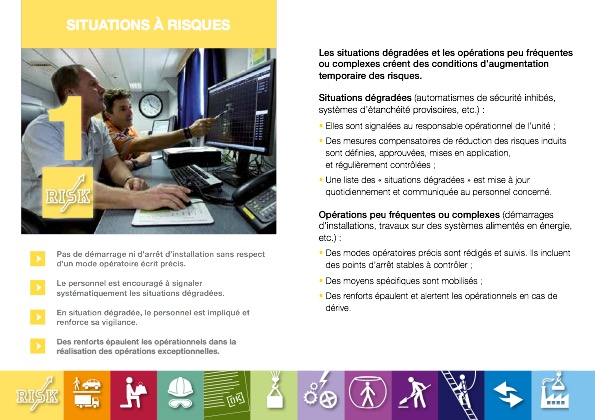 SITUATIONS À RISQUES
1
RISK
Pas de démarrage ni d'arrêt d'installation sans respect
d'un mode opératoire écrit précis.
Le personnel est encouragé à signaler
systématiquement les situations dégradées.
En situation dégradée, le personnel est impliqué et
renforce sa vigilance.
Des renforts épaulent les opérationnels dans la
réalisation des opérations exceptionnelles.
Les situations dégradées et les opérations peu fréquentes
ou complexes créent des conditions d'augmentation
temporaire des risques.
Situations dégradées (automatismes de sécurité inhibés,
systèmes d'étanchéité provisoires, etc.) :
• Elles sont signalées au responsable opérationnel de l'unité ;
• Des mesures compensatoires de réduction des risques induits
sont définies, approuvées, mises en application,
et régulièrement contrôlées ;
• Une liste des « situations dégradées » est mise à jour
quotidiennement et communiquée au personnel concerné.
Opérations peu fréquentes ou complexes (démarrages
d'installations, travaux sur des systèmes alimentés en énergie,
etc.) :
• Des modes opératoires précis sont rédigés et suivis. Ils incluent
des points d'arrêt stables à contrôler ;
• Des moyens spécifiques sont mobilisés ;
• Des renforts épaulent et alertent les opérationnels en cas de
dérive.
RISK
OK